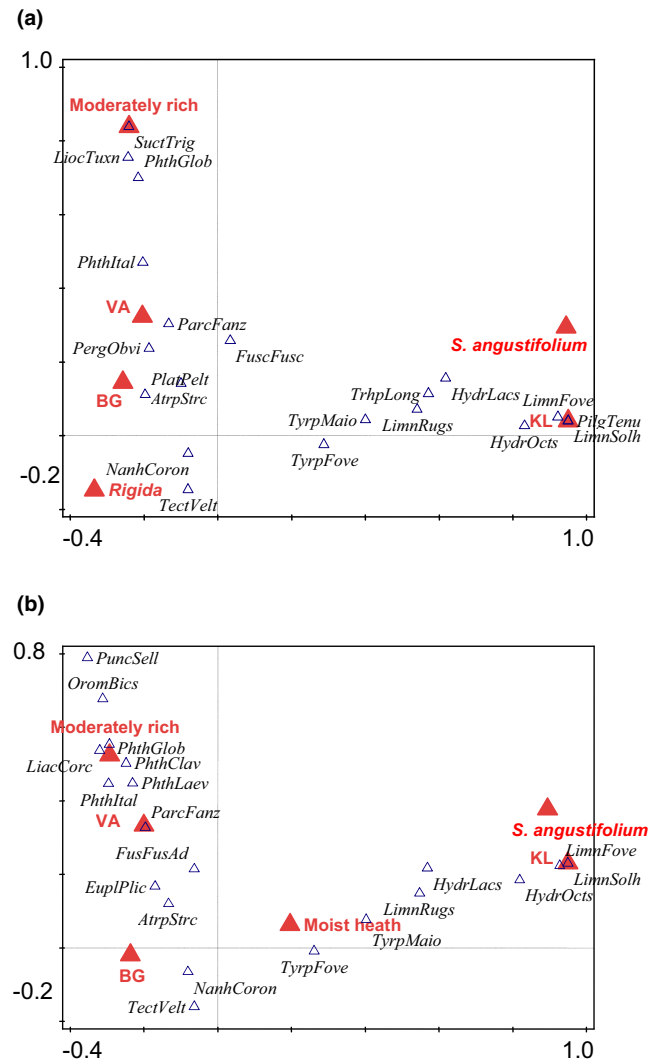 (a)
1.0
Moderately rich
SuctTrig
LiocTuxn
PhthGlob
PhthItal
VA
ParcFanz
S. angustifolium
PergObvi
FuscFusc
PlatPelt
BG
AtrpStrc
TrhpLong
HydrLacs
LimnFove
TyrpMaio
LimnRugs
KL
PilgTenu
HydrOcts
LimnSolh
TyrpFove
NanhCoron
-0.2
Rigida
TectVelt
-0.4
1.0
(b)
0.8
PuncSell
OromBics
Moderately rich
PhthGlob
LiacCorc
PhthClav
PhthLaev
PhthItal
ParcFanz
VA
S. angustifolium
FusFusAd
KL
LimnFove
HydrLacs
LimnSolh
EuplPlic
HydrOcts
LimnRugs
AtrpStrc
Moist heath
TyrpMaio
TyrpFove
BG
NanhCoron
-0.2
TectVelt
-0.4
1.0